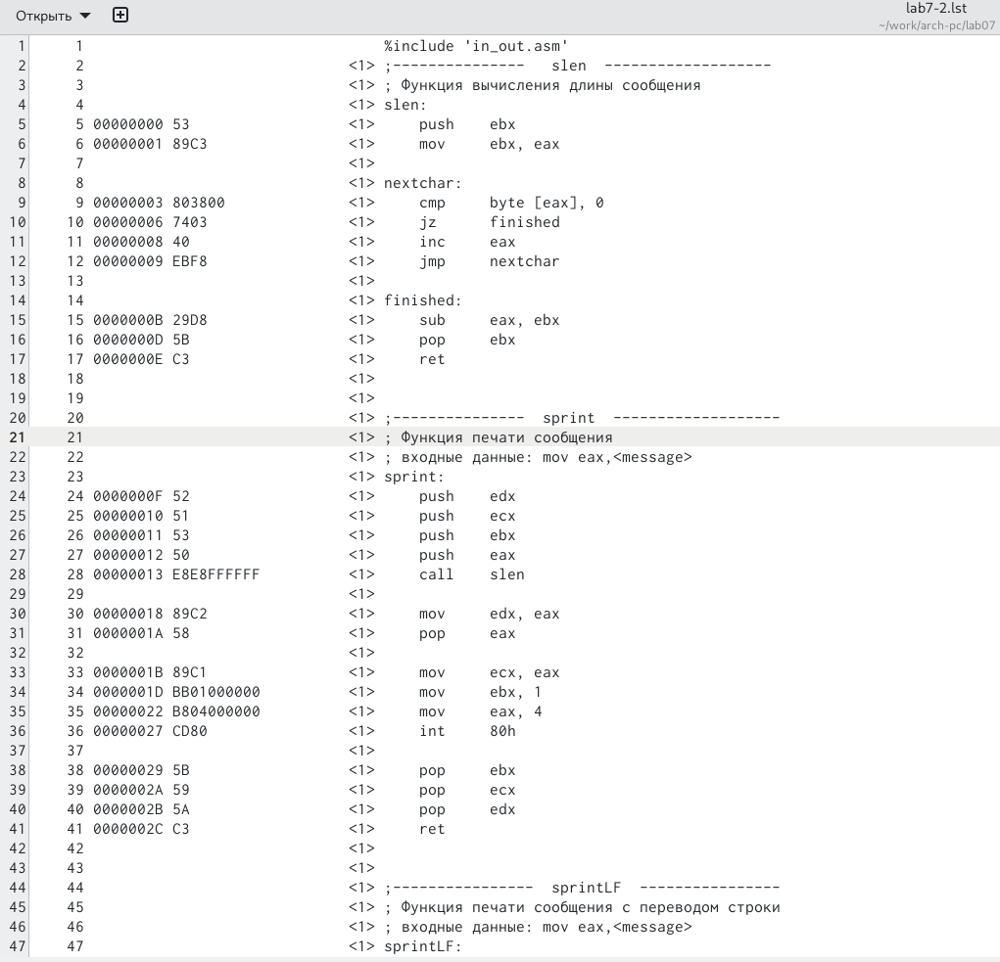 Открыть
lab7-2.lst
~/work/arch-pc/lab07
1 1 %include 'in_out.asm'
2 2 <1> ;--------------- slen -------------------
3 3 <1> ; Функция вычисления длины сообщения
4 4 <1> slen:
5 5 00000000 53 <1> push ebx
6 6 00000001 89C3 <1> mov ebx, eax
7 7 <1>
8 8 <1> nextchar:
9 9 00000003 803800 <1> cmp byte [eax], 0
10 10 00000006 7403 <1> jz finished
11 11 00000008 40 <1> inc eax
12 12 00000009 EBF8 <1> jmp nextchar
13 13 <1>
14 14 <1> finished:
15 15 0000000B 29D8 <1> sub eax, ebx
16 16 0000000D 5B <1> pop ebx
17 17 0000000E C3 <1> ret
18 18 <1>
19 19 <1>
20 20 <1> ;--------------- sprint -------------------
21 21 <1> ; Функция печати сообщения
22 22 <1> ; входные данные: mov eax,<message>
23 23 <1> sprint:
24 24 0000000F 52 <1> push edx
25 25 00000010 51 <1> push ecx
26 26 00000011 53 <1> push ebx
27 27 00000012 50 <1> push eax
28 28 00000013 E8E8FFFFFF <1> call slen
29 29 <1>
30 30 00000018 89C2 <1> mov edx, eax
31 31 0000001A 58 <1> pop eax
32 32 <1>
33 33 0000001B 89C1 <1> mov ecx, eax
34 34 0000001D BB01000000 <1> mov ebx, 1
35 35 00000022 B804000000 <1> mov eax, 4
36 36 00000027 CD80 <1> int 80h
37 37 <1>
38 38 00000029 5B <1> pop ebx
39 39 0000002A 59 <1> pop ecx
40 40 0000002B 5A <1> pop edx
41 41 0000002C C3 <1> ret
42 42 <1>
43 43 <1>
44 44 <1> ;---------------- sprintLF ----------------
45 45 <1> ; Функция печати сообщения с переводом строки
46 46 <1> ; входные данные: mov eax,<message>
47 47 <1> sprintLF: